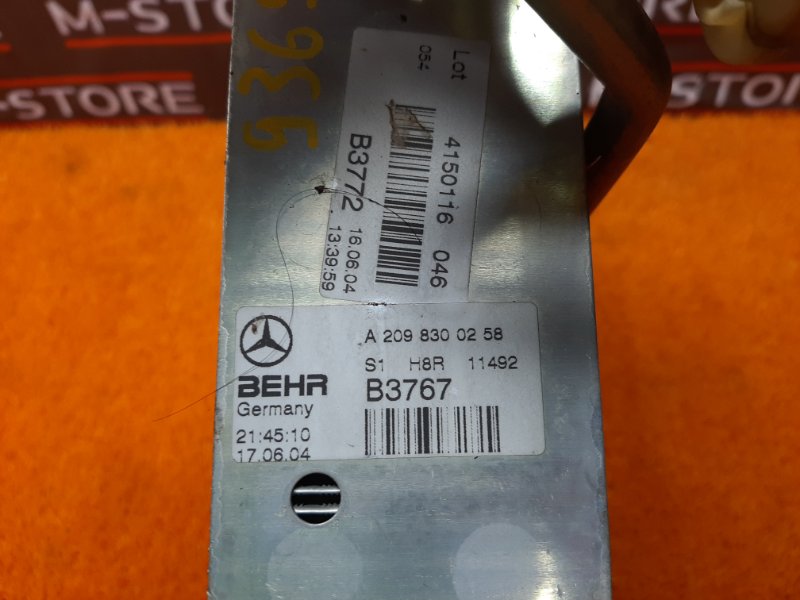 M-STORE
M-STORE
M-STORE
9369
Lot
054
4150116 046
B3772 16.06.04
13:39:59
A 209 830 02 58
S1 H8R 11492
BEHR
B3767
Germany
21:45:10
17.06.04